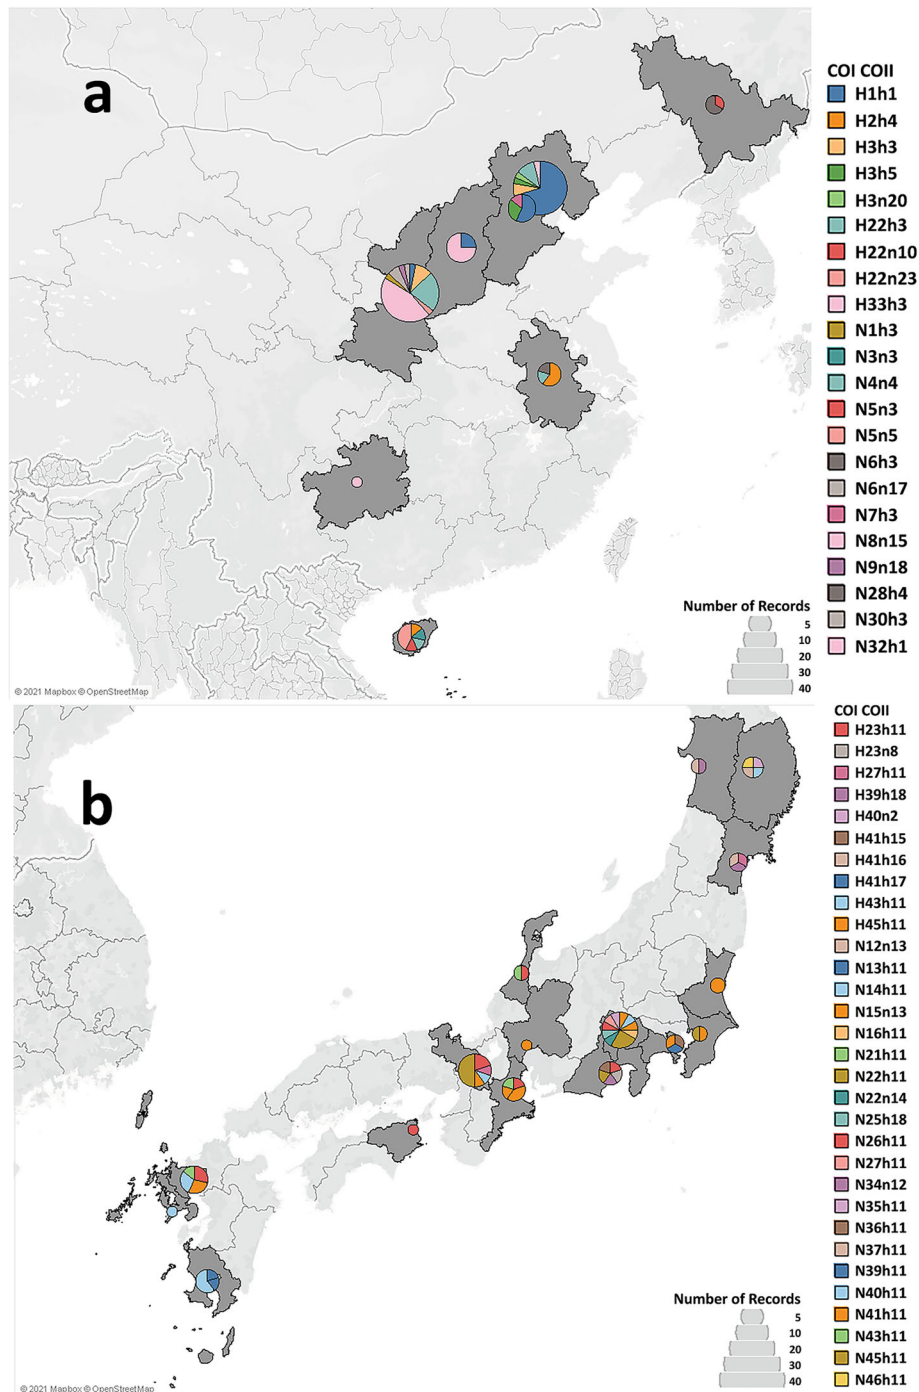 a
COI COII
H1h1
H2h4
H3h3
H3h5
H3n20
H22h3
H22n10
H22n23
H33h3
N1h3
N3n3
N4n4
N5n3
N5n5
N6h3
N6n17
N7h3
N8n15
N9n18
N28h4
N30h3
N32h1
Number of Records
5
10
20
30
40
© 2021 Mapbox © OpenStreetMap
b
COI COII
H23h11
H23n8
H27h11
H39h18
H40n2
H41h15
H41h16
H41h17
H43h11
H45h11
N12n13
N13h11
N14h11
N15n13
N16h11
N21h11
N22h11
N22n14
N25h18
N26h11
N27h11
N34n12
N35h11
N36h11
N37h11
N39h11
N40h11
N41h11
N43h11
N45h11
N46h11
Number of Records
5
10
20
30
40
© 2021 Mapbox © OpenStreetMap